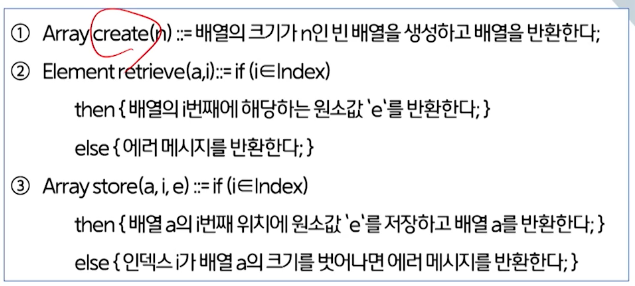 ① Array create(n) ::= 배열의 크기가 n인 빈 배열을 생성하고 배열을 반환한다;
② Element retrieve(a,i)::= if (i∈Index)
then { 배열의 i번째에 해당하는 원소값 ‘e‘를 반환한다; }
else { 에러 메시지를 반환한다; }
③ Array store(a, i, e) ::= if (i∈Index)
then { 배열 a의 i번째 위치에 원소값 ‘e‘를 저장하고 배열 a를 반환한다; }
else { 인덱스 i가 배열 a의 크기를 벗어나면 에러 메시지를 반환한다; }